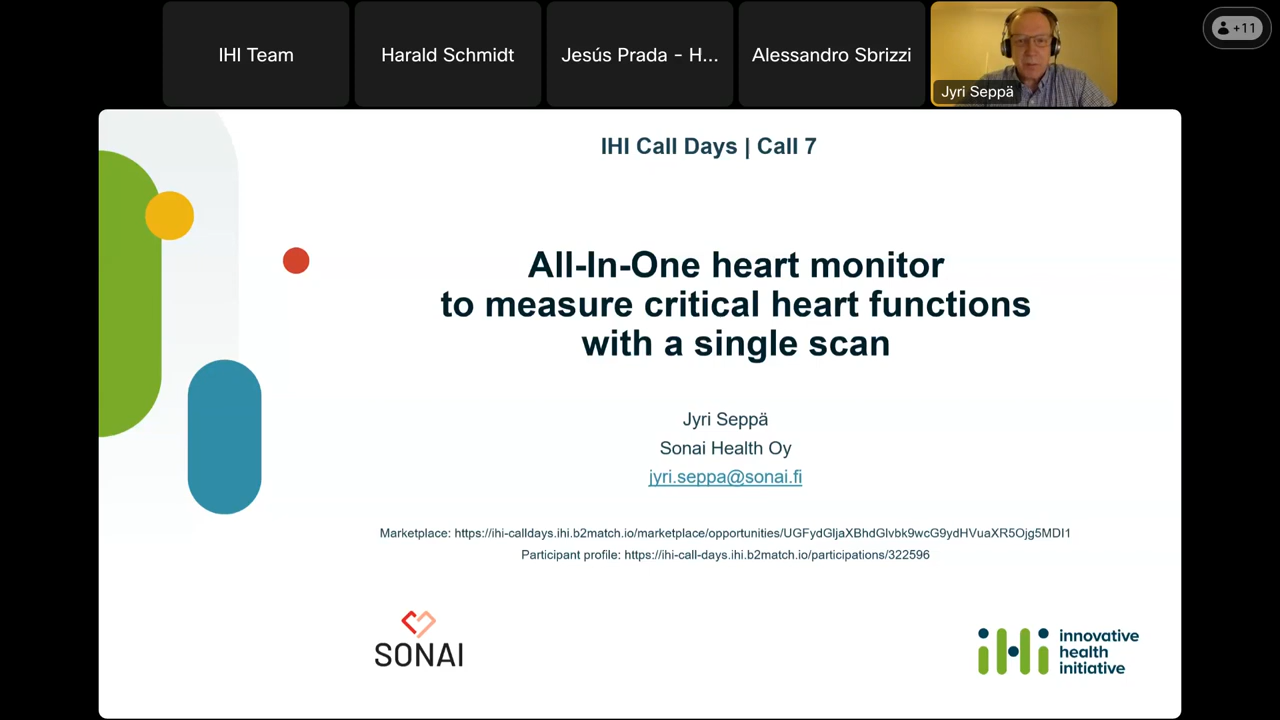 IHI Team
Harald Schmidt
Jesús Prada - H...
Alessandro Sbrizzi
Jyri Seppä
+11
IHI Call Days | Call 7
All-In-One heart monitor
to measure critical heart functions
with a single scan
Jyri Seppä
Sonai Health Oy
jyri.seppa@sonai.fi
Marketplace: https://ihi-calldays.ihi.b2match.io/marketplace/opportunities/UGFydGljaXBhdGlvbk9wcG9ydHVuaXR5Ojg5MDI1
Participant profile: https://ihi-call-days.ihi.b2match.io/participations/322596
SONAI
iHi
innovative
health
initiative